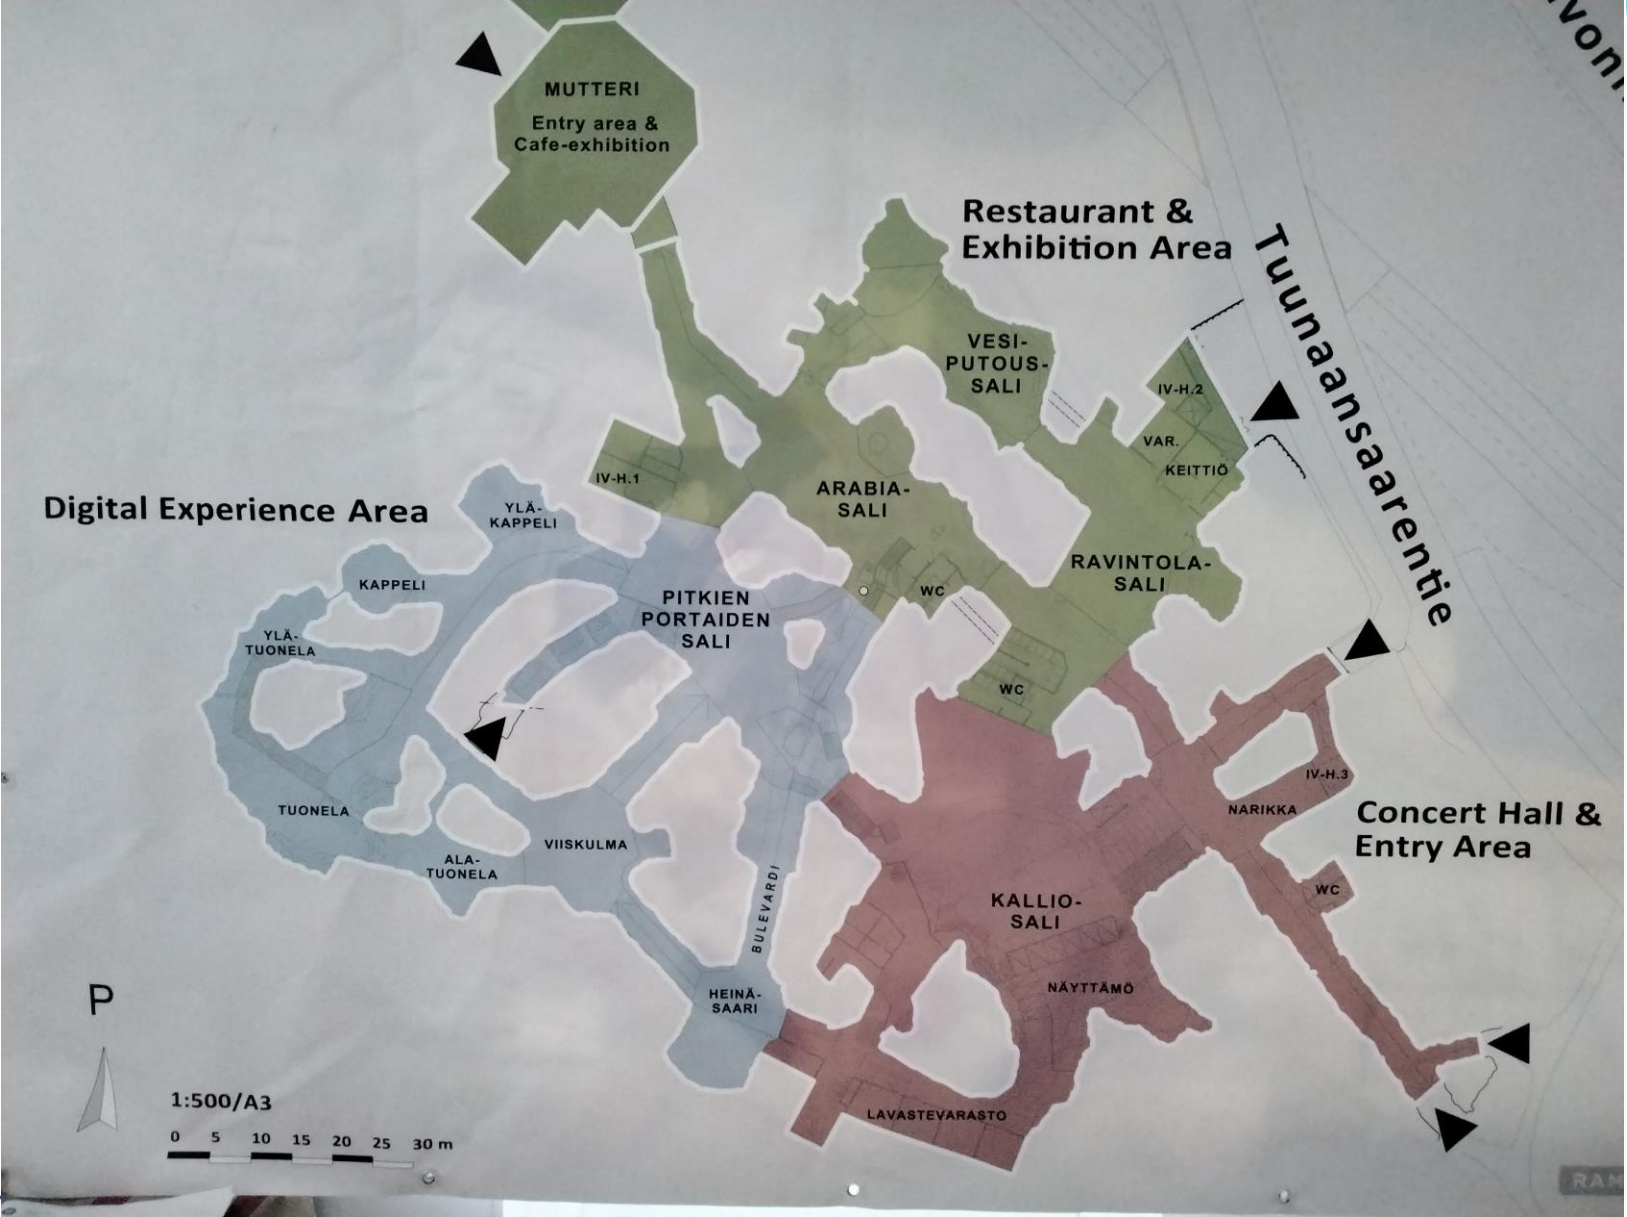 MUTTERI
Entry area &
Cafe-exhibition
Restaurant &
Exhibition Area
Tuunaansaarentie
VESI-
PUTOUS-
SALI
IV-H.2
VAR.
KEITTIÖ
IV-H.1
ARABIA-
SALI
Digital Experience Area
YLÄ-
KAPPELI
KAPPELI
RAVINTOLA-
SALI
WC
PITKIEN
PORTAIDEN
SALI
YLÄ-
TUONELA
WC
IV-H.3
NARIKKA
Concert Hall &
Entry Area
TUONELA
VIISKULMA
ALA-
TUONELA
BULEVARDI
WC
KALLIO-
SALI
NÄYTTÄMÖ
HEINÄ-
SAARI
P
LAVASTEVARASTO
1:500/A3
0 5 10 15 20 25 30 m